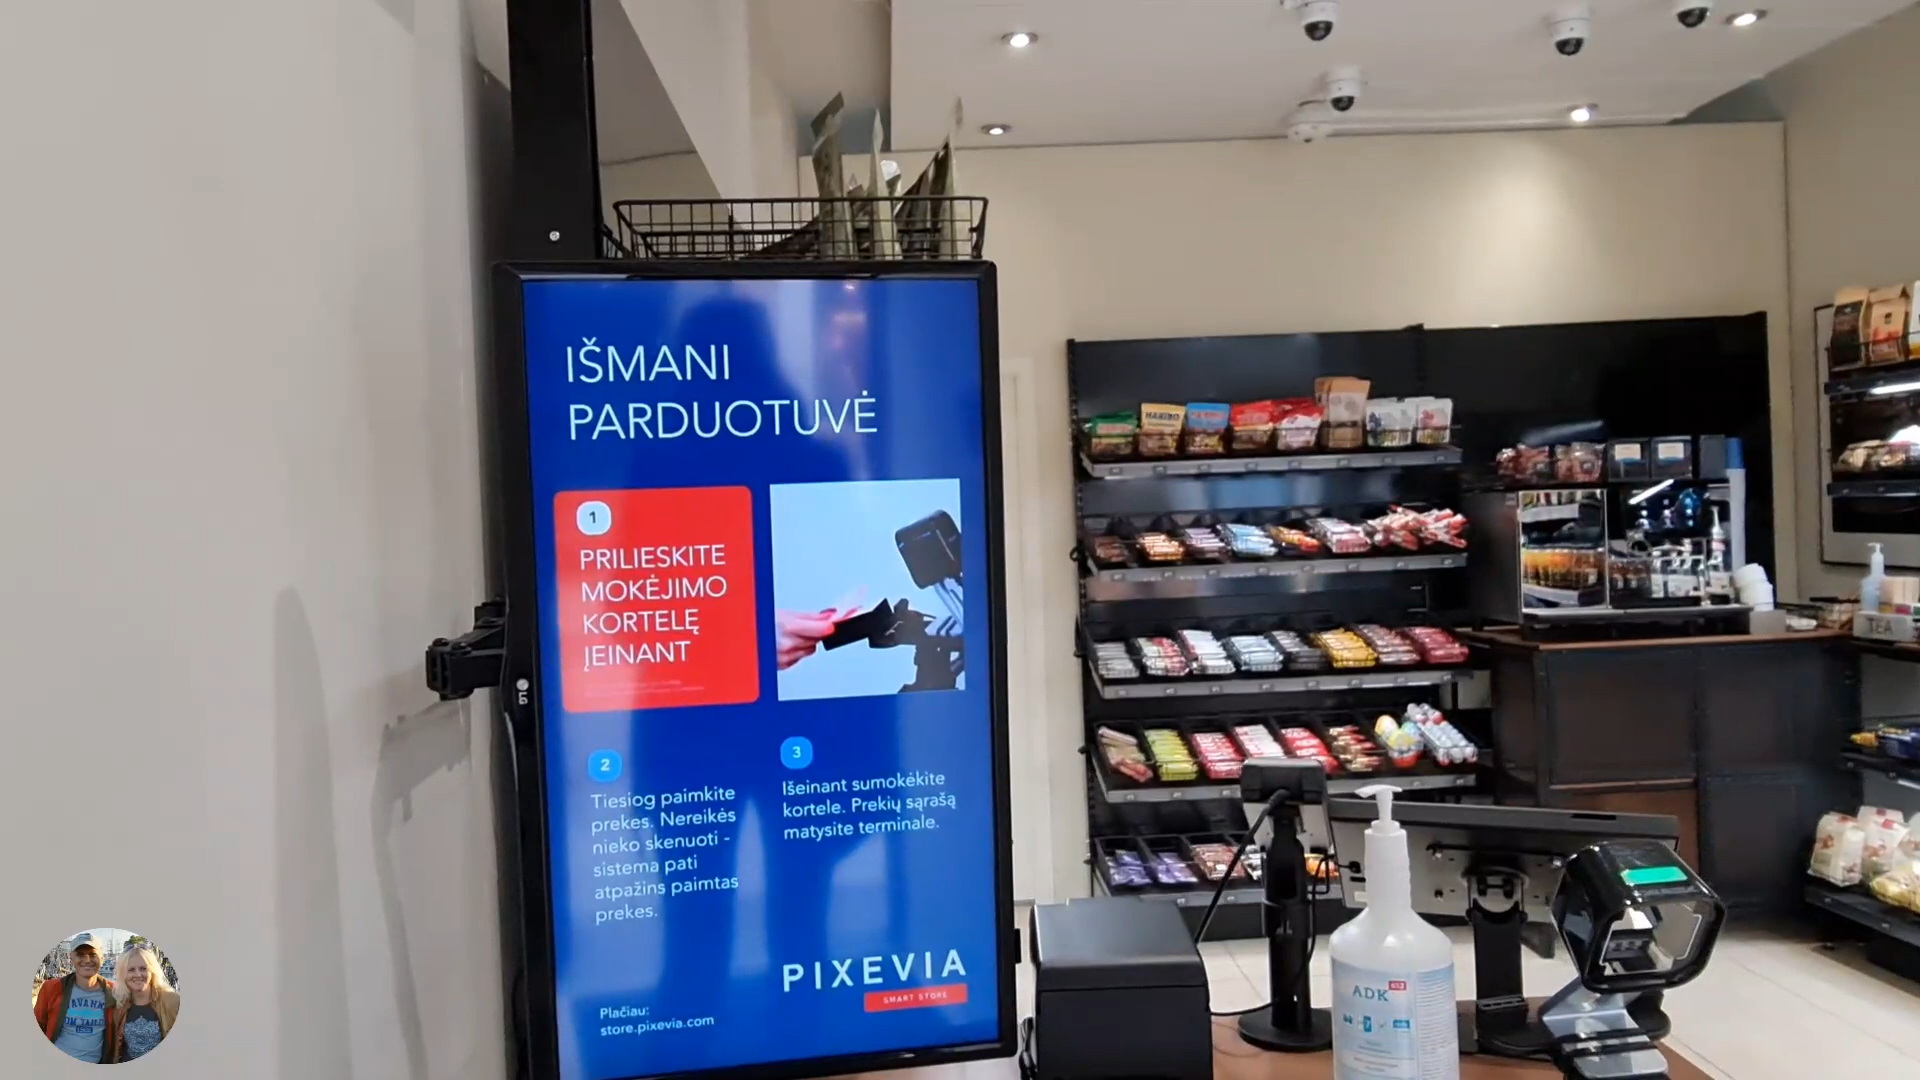 IŠMANI
PARDUOTUVĖ
1
PRILIESKITE
MOKĖJIMO
KORTELĘ
ĮEINANT
2
Tiesiog paimkite
prekes. Nereikės
nieko skenuoti -
sistema pati
atpažins paimtas
prekes.
3
Išeinant sumokėkite
kortele. Prekių sąrašą
matysite terminale.
PIXEVIA
SMART STORE
Plačiau:
store.pixevia.com
LG
HARIBO
TEA
ADK 612